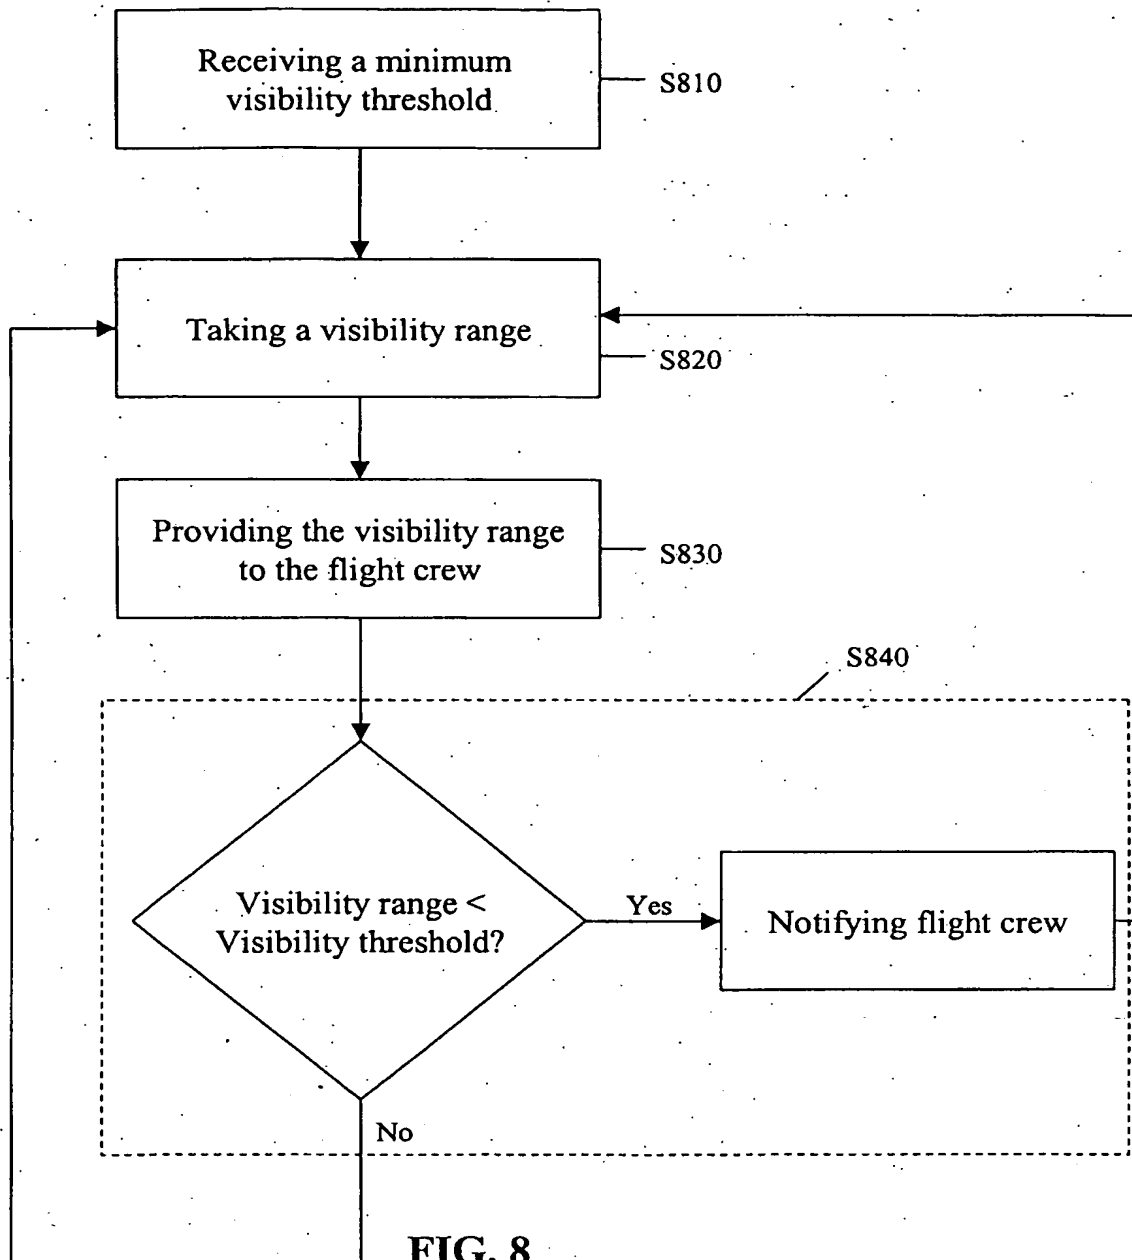 Receiving a minimum
visibility threshold
S810
Taking a visibility range
S820
Providing the visibility range
to the flight crew
S830
S840
Visibility range <
Visibility threshold?
Yes
Notifying flight crew
No
FIG. 8